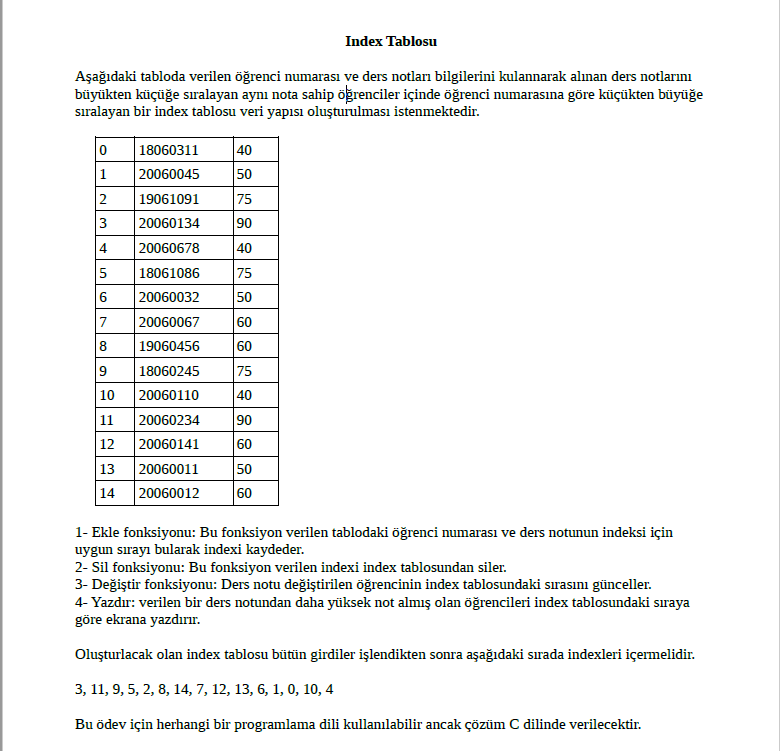 Index Tablosu
Aşağıdaki tabloda verilen öğrenci numarası ve ders notları bilgilerini kulannarak alınan ders notlarını
büyükten küçüğe sıralayan aynı nota sahip öğrenciler içinde öğrenci numarasına göre küçükten büyüğe
sıralayan bir index tablosu veri yapısı oluşturulması istenmektedir.
0 18060311 40
1 20060045 50
2 19061091 75
3 20060134 90
4 20060678 40
5 18061086 75
6 20060032 50
7 20060067 60
8 19060456 60
9 18060245 75
10 20060110 40
11 20060234 90
12 20060141 60
13 20060011 50
14 20060012 60
1- Ekle fonksiyonu: Bu fonksiyon verilen tablodaki öğrenci numarası ve ders notunun indeksi için
uygun sırayı bularak indexi kaydeder.
2- Sil fonksiyonu: Bu fonksiyon verilen indexi index tablosundan siler.
3- Değiştir fonksiyonu: Ders notu değiştirilen öğrencinin index tablosundaki sırasını günceller.
4- Yazdır: verilen bir ders notundan daha yüksek not almış olan öğrencileri index tablosundaki sıraya
göre ekrana yazdırır.
Oluşturlacak olan index tablosu bütün girdiler işlendikten sonra aşağıdaki sırada indexleri içermelidir.
3, 11, 9, 5, 2, 8, 14, 7, 12, 13, 6, 1, 0, 10, 4
Bu ödev için herhangi bir programlama dili kullanılabilir ancak çözüm C dilinde verilecektir.